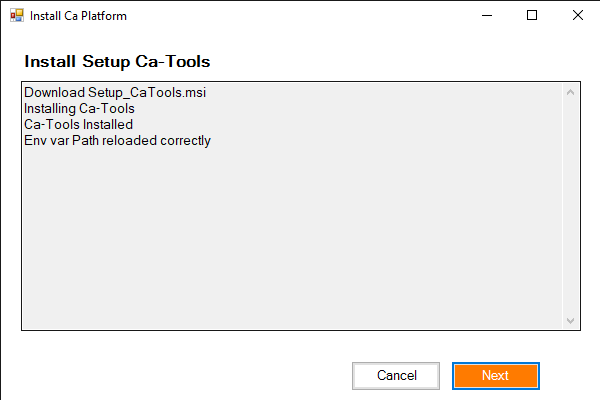 Install Ca Platform
Install Setup Ca-Tools
Download Setup_CaTools.msi
Installing Ca-Tools
Ca-Tools Installed
Env var Path reloaded correctly
Cancel
Next